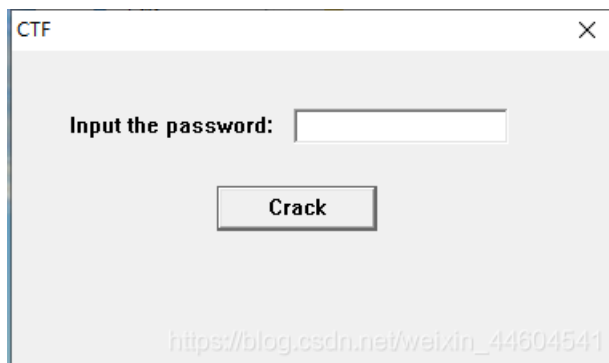 CTF
Input the password:
Crack
https://blog.csdn.net/weixin_44604541